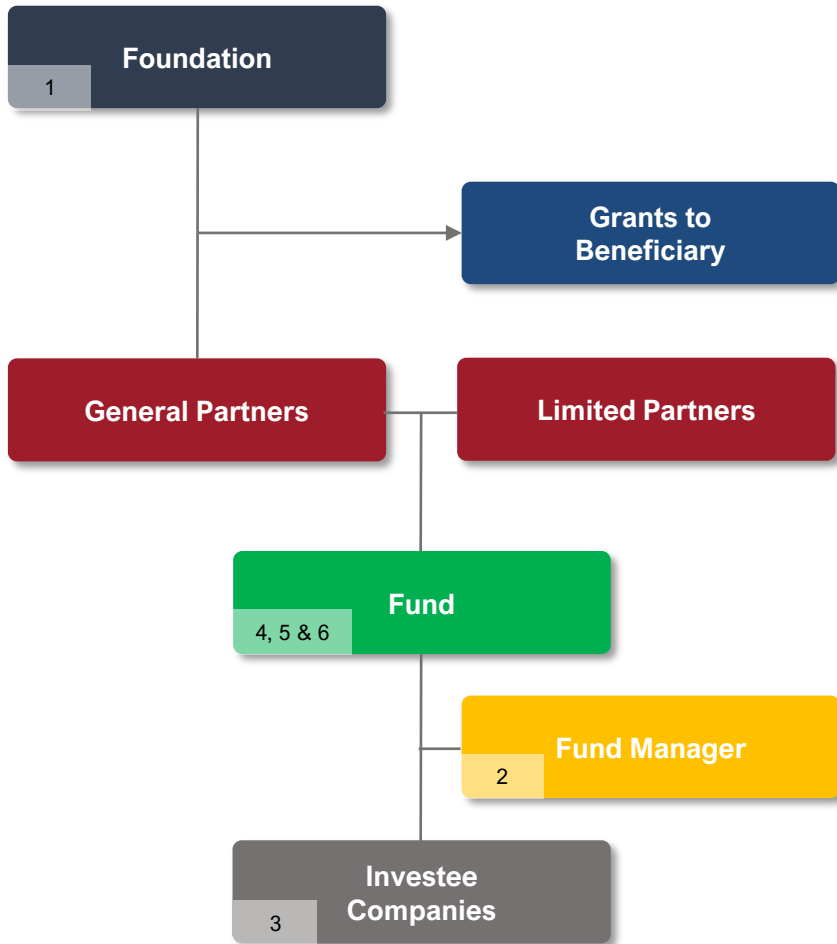 Foundation
1
Grants to
Beneficiary
General Partners
Limited Partners
Fund
4, 5 & 6
Fund Manager
2
Investee
Companies
3